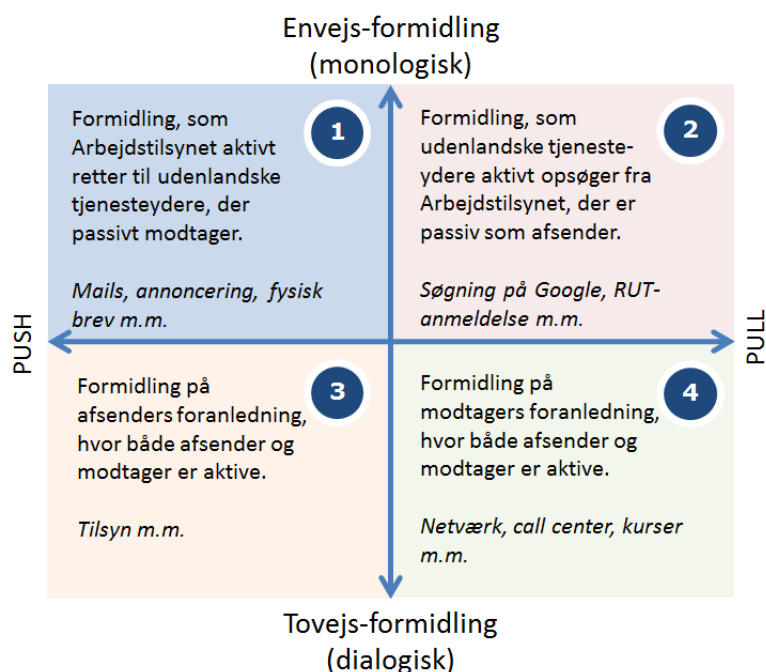 Envejs-formidling
(monologisk)
1
Formidling, som
Arbejdstilsynet aktivt
retter til udenlandske
tjenesteydere, der
passivt modtager.
Mails, annoncering, fysisk
brev m.m.
2
Formidling, som
udenlandske tjeneste-
ydere aktivt opsøger fra
Arbejdstilsynet, der er
passiv som afsender.
Søgning på Google, RUT-
anmeldelse m.m.
PUSH
PULL
3
Formidling på
afsenders foranledning,
hvor både afsender og
modtager er aktive.
Tilsyn m.m.
4
Formidling på
modtagers foranledning,
hvor både afsender og
modtager er aktive.
Netværk, call center, kurser
m.m.
Tovejs-formidling
(dialogisk)